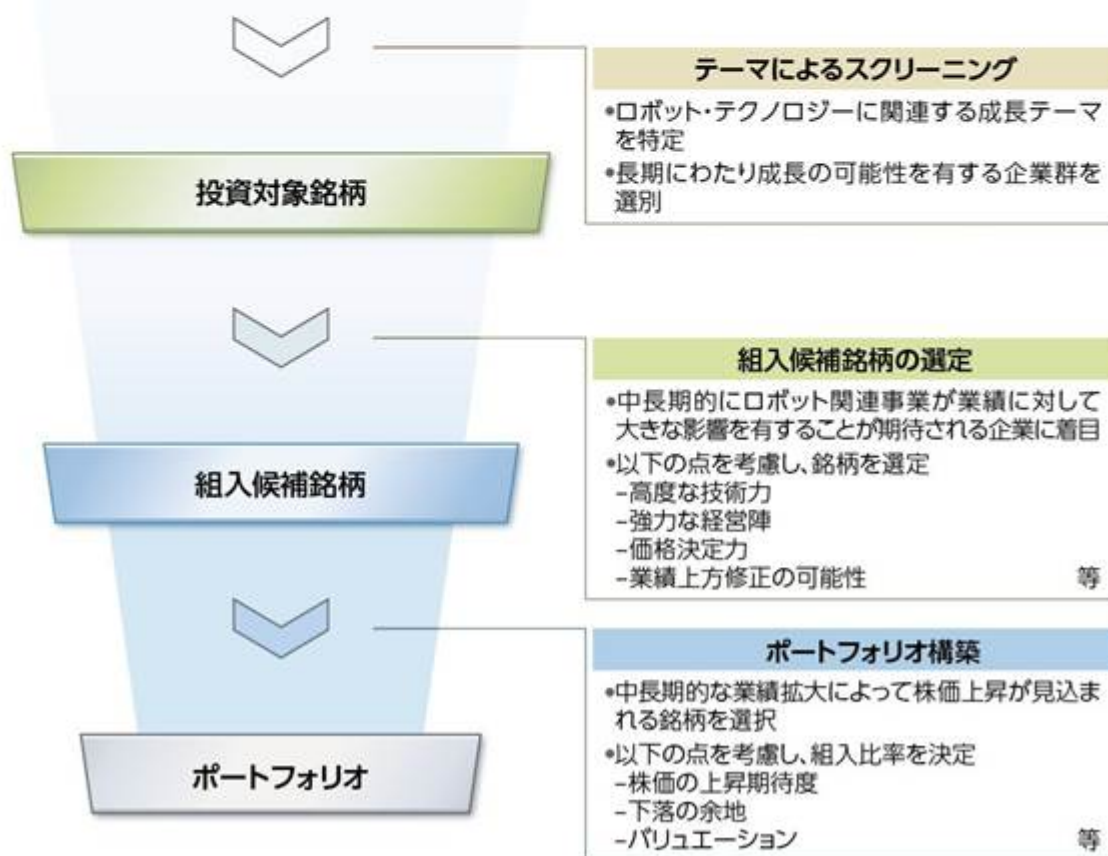 テーマによるスクリーニング
•ロボット・テクノロジーに関連する成長テーマ
を特定
•長期にわたり成長の可能性を有する企業群を
選別
投資対象銘柄
組入候補銘柄の選定
•中長期的にロボット関連事業が業績に対して
大きな影響を有することが期待される企業に着目
•以下の点を考慮し、銘柄を選定
-高度な技術力
-強力な経営陣
-価格決定力
-業績上方修正の可能性 等
組入候補銘柄
ポートフォリオ構築
•中長期的な業績拡大によって株価上昇が見込ま
れる銘柄を選択
•以下の点を考慮し、組入比率を決定
-株価の上昇期待度
-下落の余地
-バリュエーション 等
ポートフォリオ